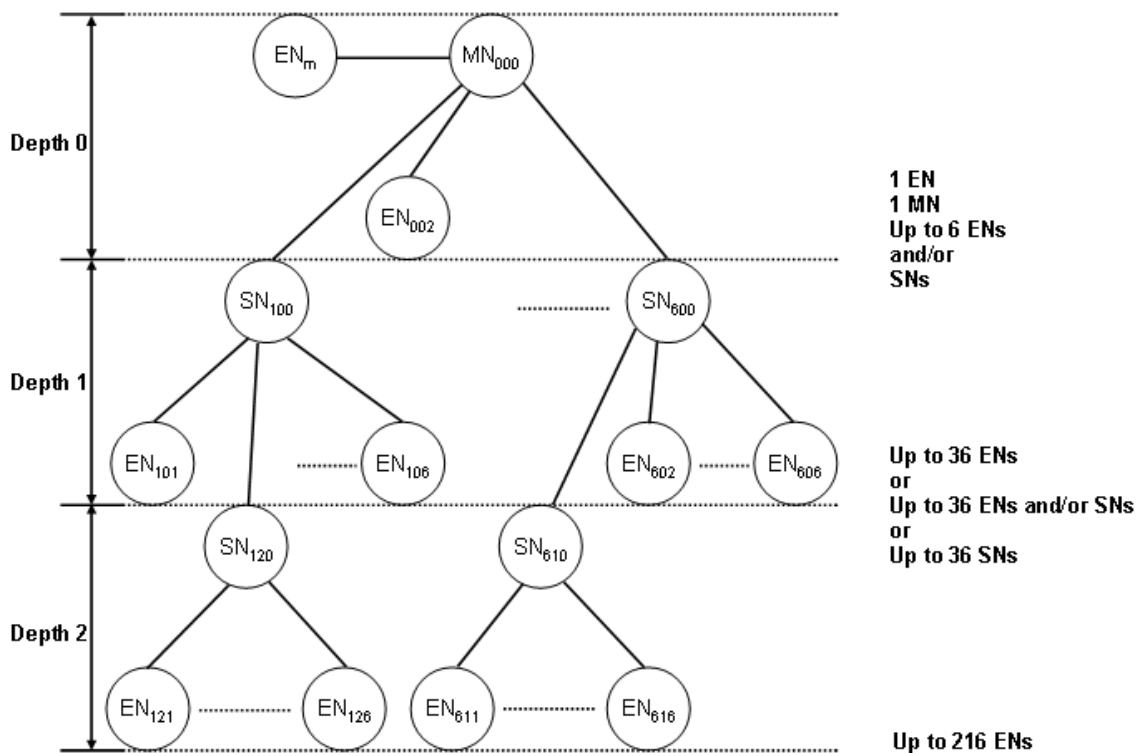 ENm MN000
Depth 0
EN002
1 EN
1 MN
Up to 6 ENs
and/or
SNs
SN100 SN600
Depth 1
EN101 EN106 EN602 EN606
Up to 36 ENs
or
Up to 36 ENs and/or SNs
or
Up to 36 SNs
SN120 SN610
Depth 2
EN121 EN126 EN611 EN616
Up to 216 ENs